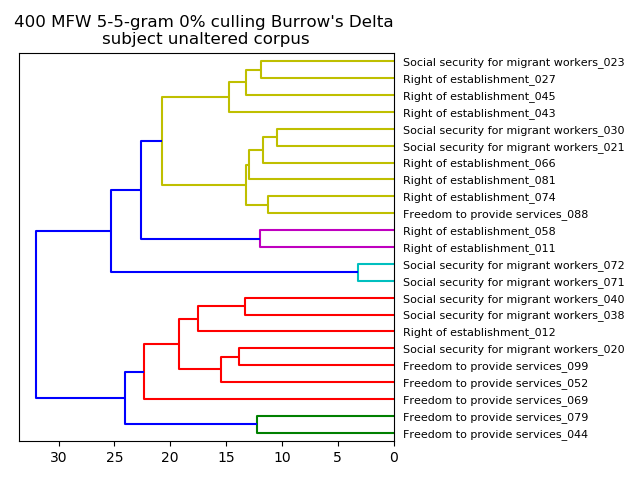 400 MFW 5-5-gram 0% culling Burrow's Delta
subject unaltered corpus
Social security for migrant workers_023
Right of establishment_027
Right of establishment_045
Right of establishment_043
Social security for migrant workers_030
Social security for migrant workers_021
Right of establishment_066
Right of establishment_081
Right of establishment_074
Freedom to provide services_088
Right of establishment_058
Right of establishment_011
Social security for migrant workers_072
Social security for migrant workers_071
Social security for migrant workers_040
Social security for migrant workers_038
Right of establishment_012
Social security for migrant workers_020
Freedom to provide services_099
Freedom to provide services_052
Freedom to provide services_069
Freedom to provide services_079
Freedom to provide services_044
30 25 20 15 10 5 0